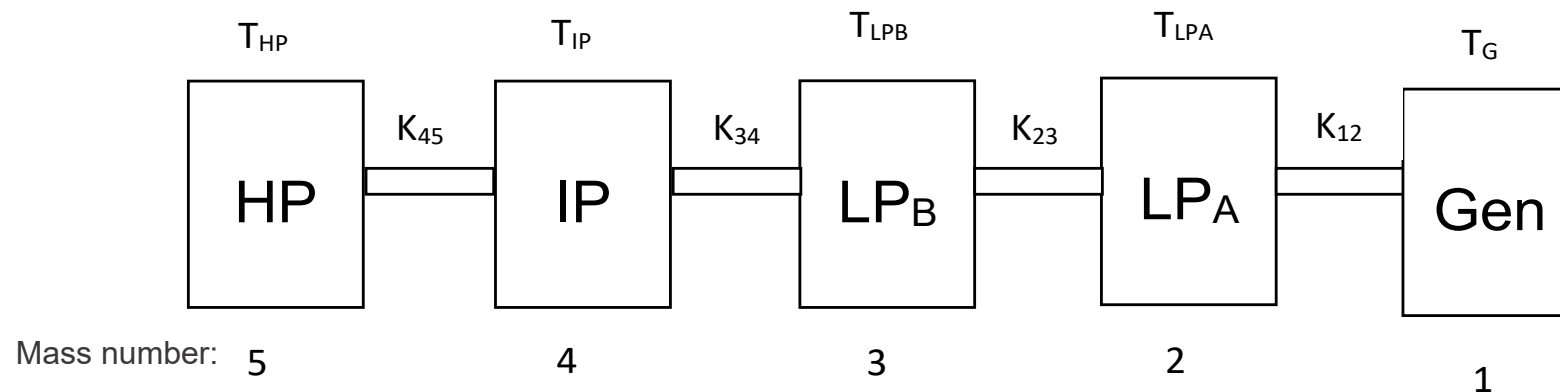 T_HP T_IP T_LPB T_LPA T_G
K_45 K_34 K_23 K_12
HP IP LP_B LP_A Gen
Mass number: 5 4 3 2 1